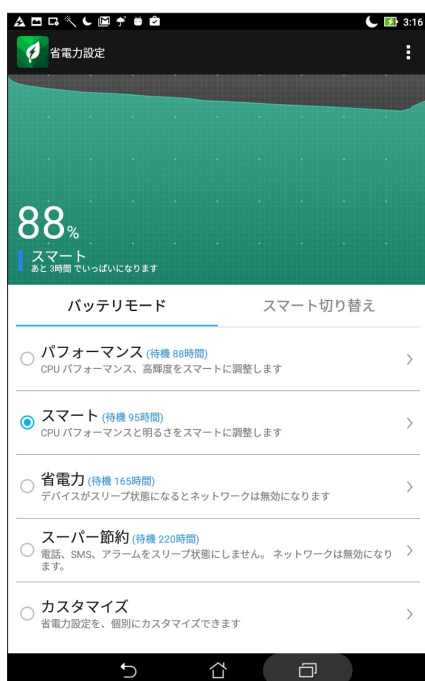 3:16
省電力設定
88%
スマート
あと 3時間 でいっぱいになります
バッテリモード
スマート切り替え
パフォーマンス (待機 88時間)
CPU パフォーマンス、高輝度をスマートに調整します
スマート (待機 95時間)
CPU パフォーマンスと明るさをスマートに調整します
省電力 (待機 165時間)
デバイスがスリープ状態になるとネットワークは無効になります
スーパー節約 (待機 220時間)
電話、SMS、アラームをスリープ状態にしません。 ネットワークは無効になり
ます。
カスタマイズ
省電力設定を、個別にカスタマイズできます